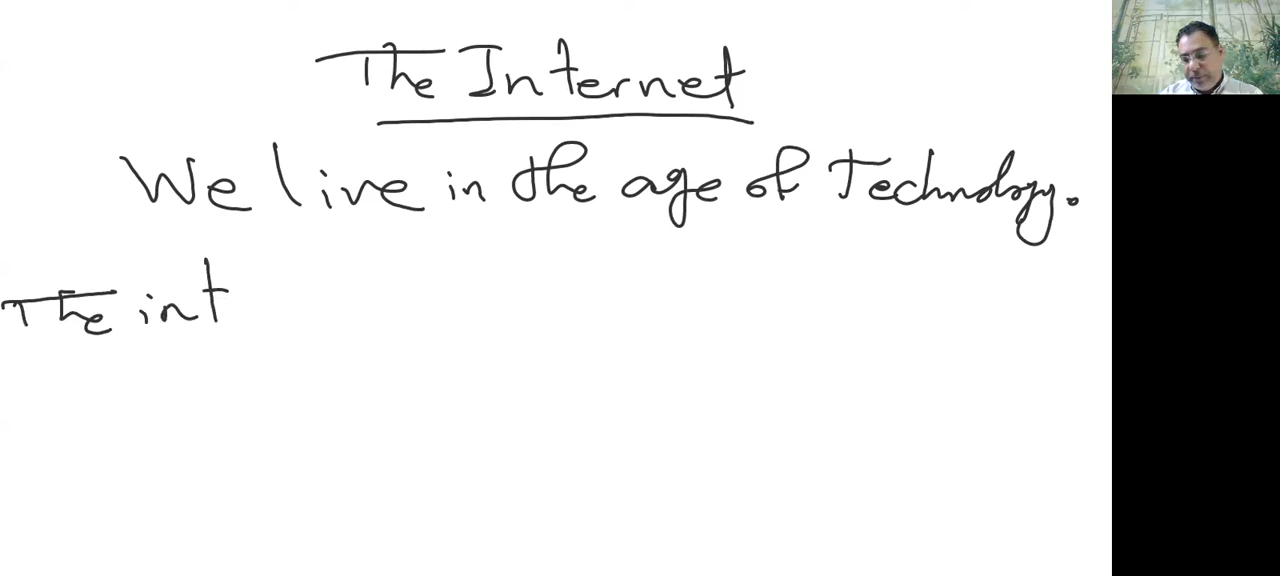 The Internet
We live in the age of Technology.
The int